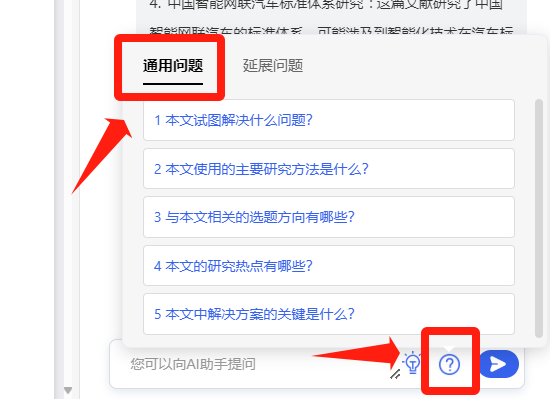 4. 中国智能网联汽车标准体系研究：这篇文献研究了中国
智能网联汽车的标准体系，可能涉及到智能化技术在汽车标
通用问题 延展问题
1 本文试图解决什么问题？
2 本文使用的主要研究方法是什么？
3 与本文相关的选题方向有哪些？
4 本文的研究热点有哪些？
5 本文中解决方案的关键是什么？
您可以向AI助手提问